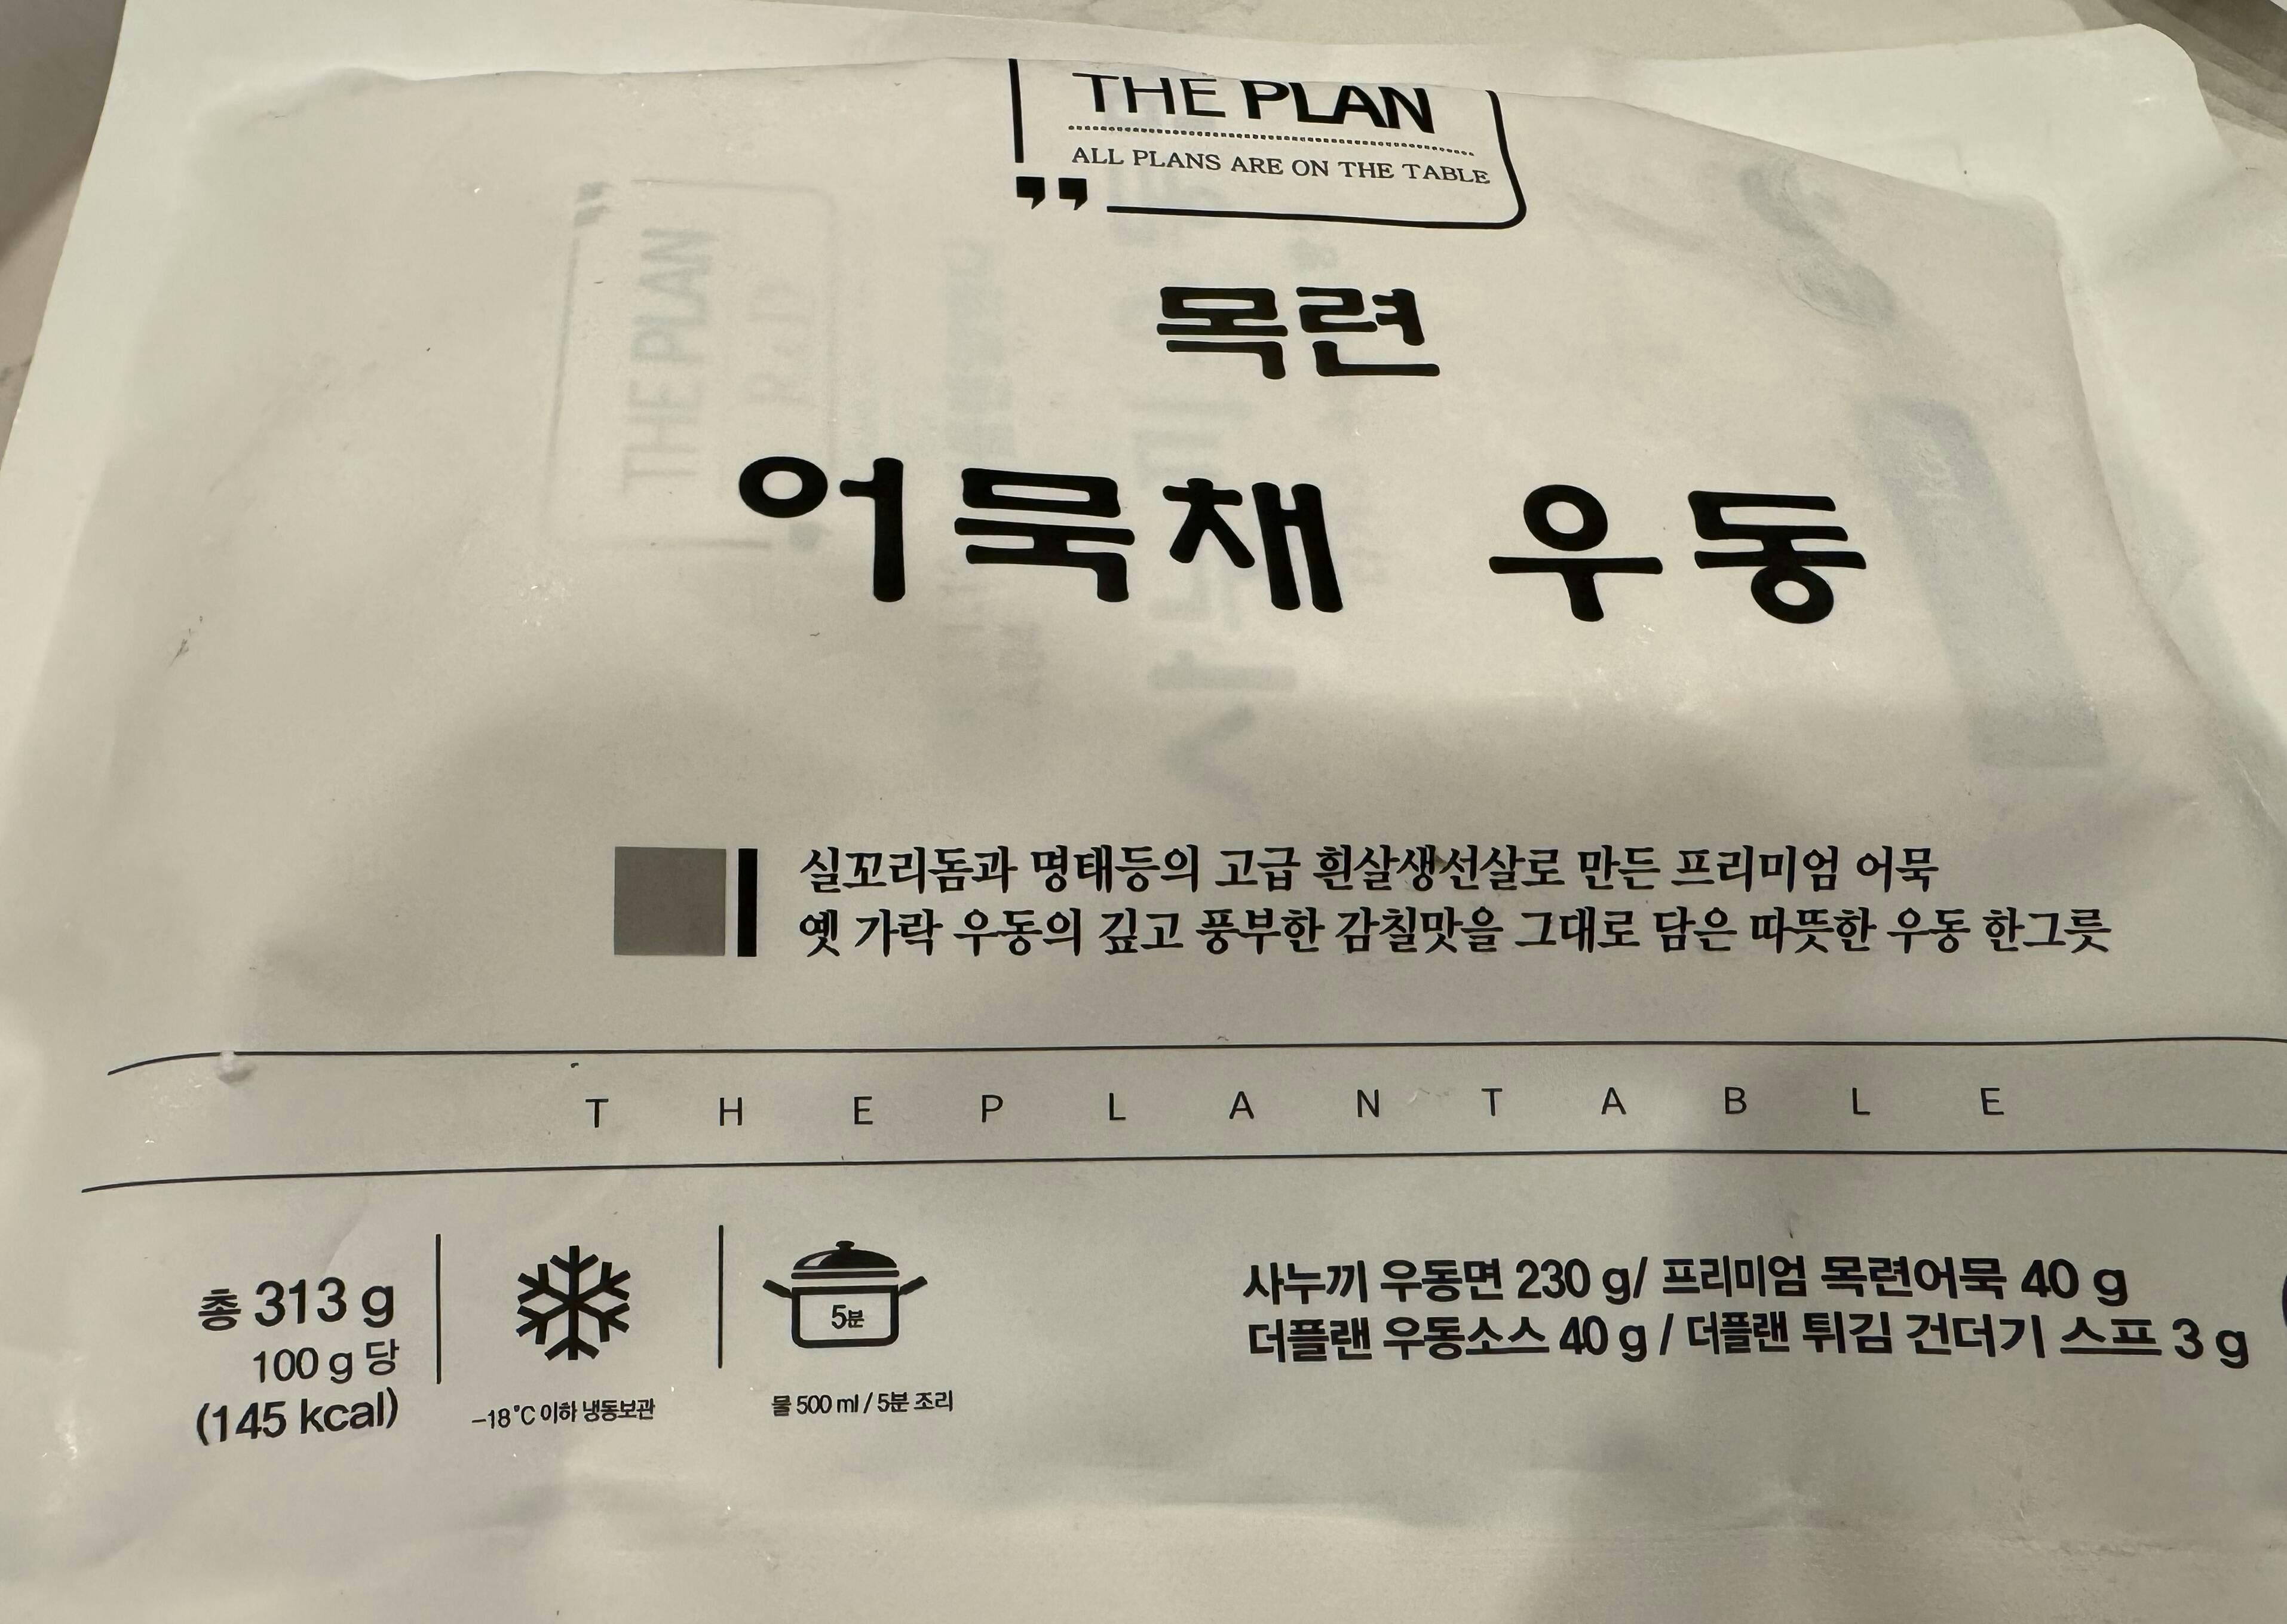 THE PLAN
ALL PLANS ARE ON THE TABLE
목련
어묵채 우동
실꼬리돔과 명태등의 고급 흰살생선살로 만든 프리미엄 어묵
옛 가락 우동의 깊고 풍부한 감칠맛을 그대로 담은 따뜻한 우동 한그릇
T H E P L A N T A B L E
총 313 g
100 g 당
(145 kcal)
-18°C 이하 냉동보관
5분
물 500 ml / 5분 조리
사누끼 우동면 230 g/ 프리미엄 목련어묵 40 g
더플랜 우동소스 40 g / 더플랜 튀김 건더기 스프 3 g
THE PLAN